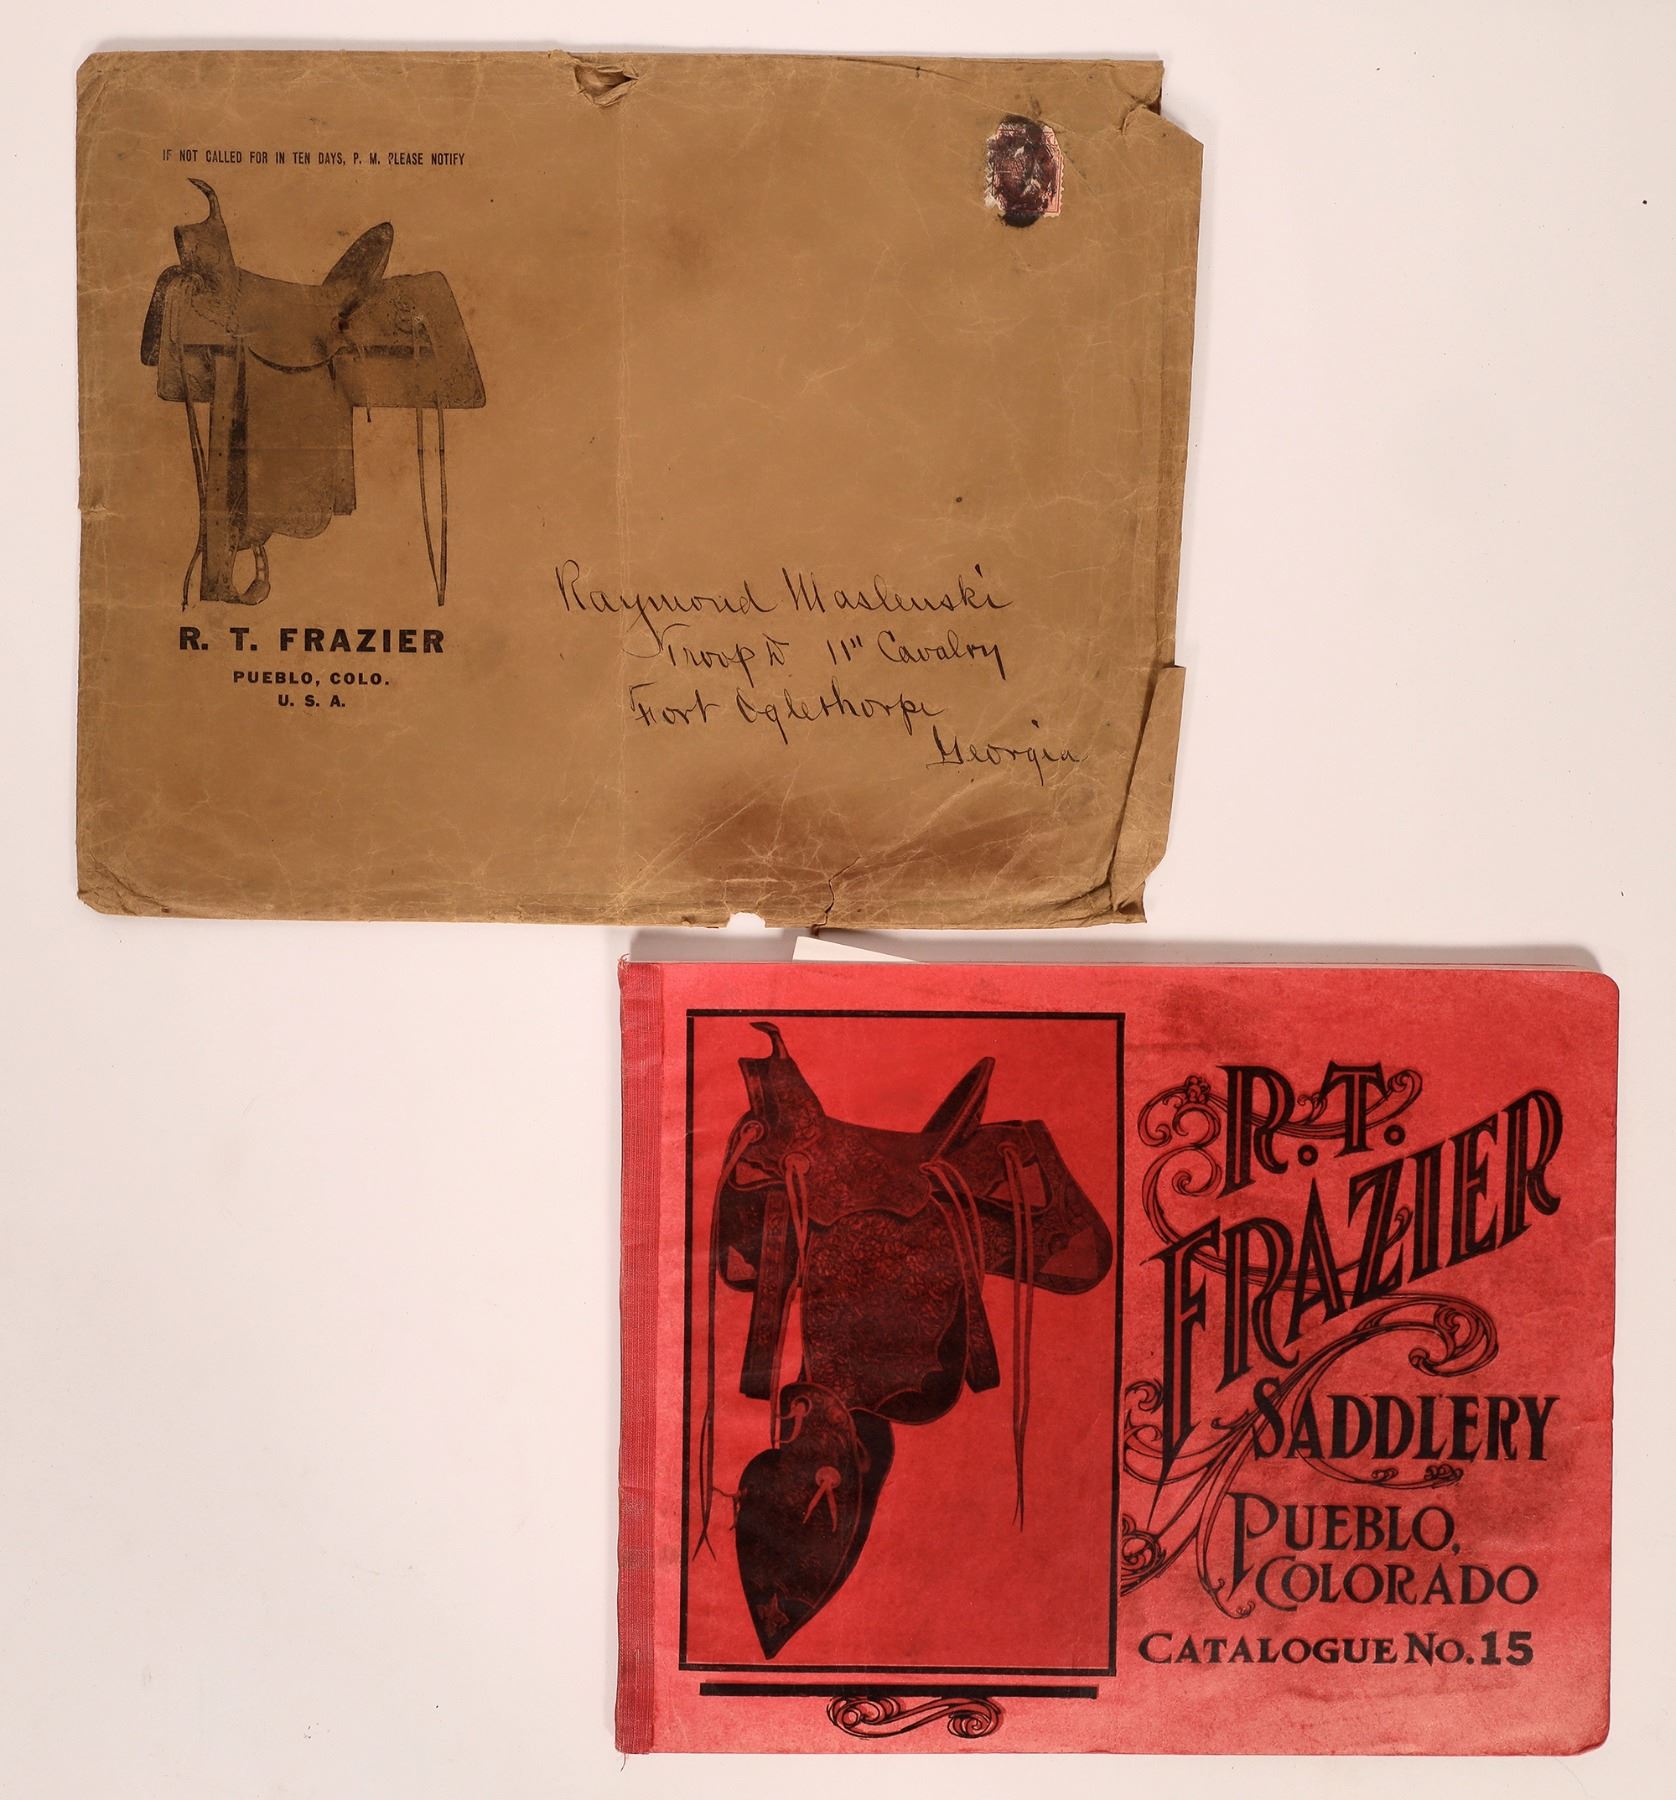 IF NOT CALLED FOR IN TEN DAYS, P. M. PLEASE NOTIFY
R. T. FRAZIER
PUEBLO, COLO.
U. S. A.
Raymond Maslenski
Troop D 11" Cavalry
Fort Oglethorpe
Georgia
R. T.
FRAZIER
SADDLERY
PUEBLO,
COLORADO
CATALOGUE NO. 15